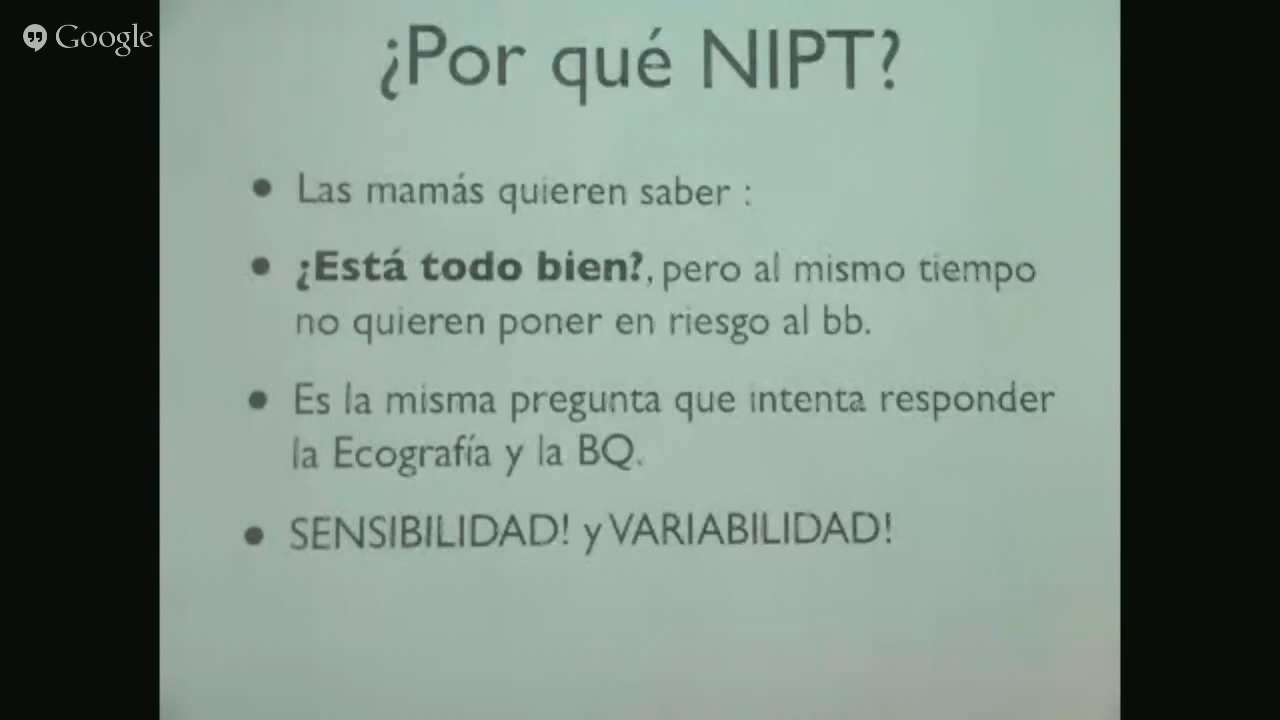 Google
¿Por qué NIPT?
• Las mamás quieren saber :
• ¿Está todo bien?, pero al mismo tiempo
no quieren poner en riesgo al bb.
• Es la misma pregunta que intenta responder
la Ecografía y la BQ.
• SENSIBILIDAD! y VARIABILIDAD!